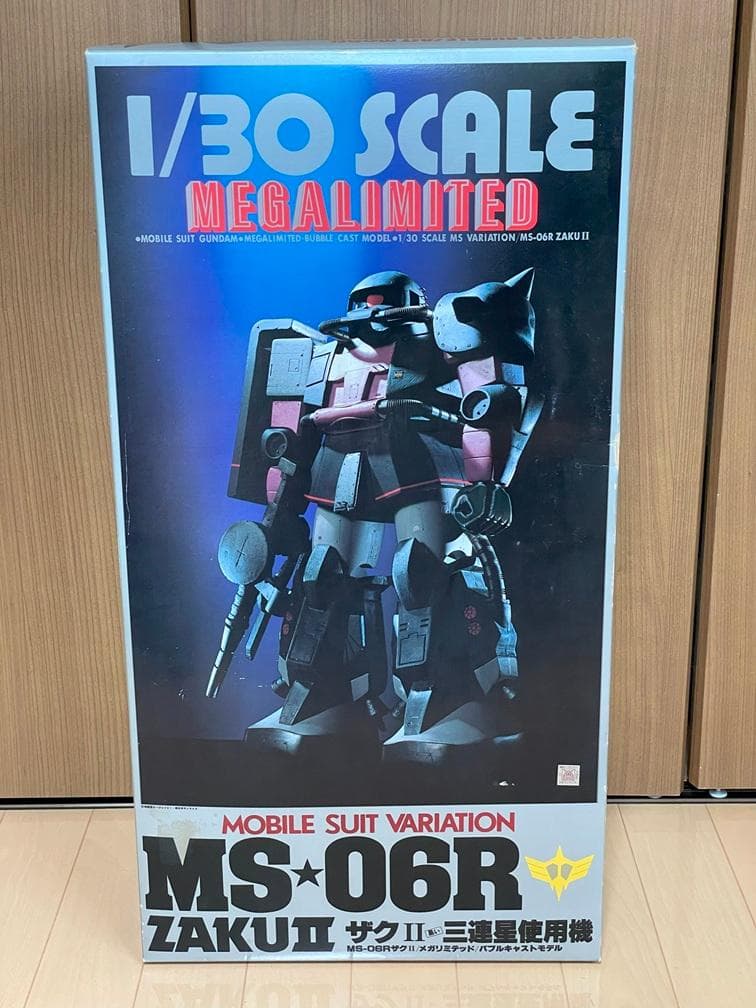 1/30 SCALE
MEGALIMITED
●MOBILE SUIT GUNDAM●MEGALIMITED-BUBBLE CAST MODEL●1/30 SCALE MS VARIATION/MS-06R ZAKU II
MOBILE SUIT VARIATION
MS★06R
ZAKU II ザクII 黒い三連星使用機
MS-06RザクII/メガリミテッド/バブルキャストモデル